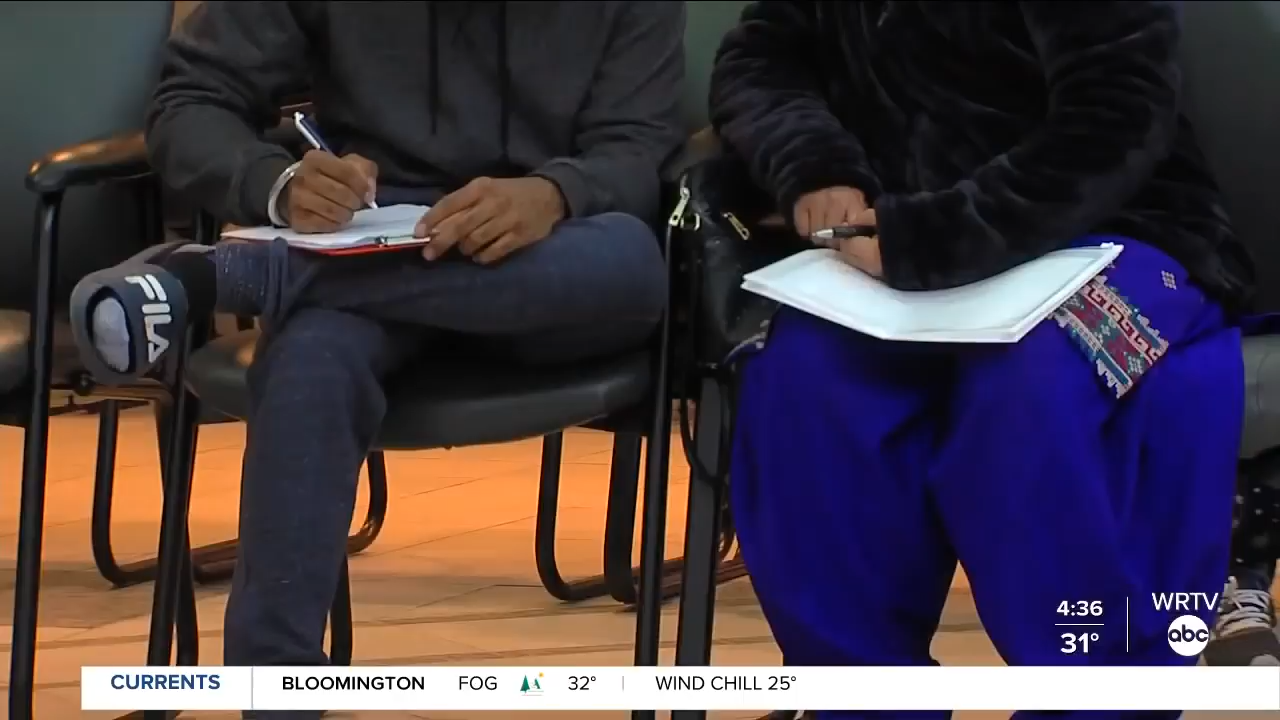 FILA
4:36
31°
WRTV
abc
CURRENTS BLOOMINGTON FOG 32° WIND CHILL 25°